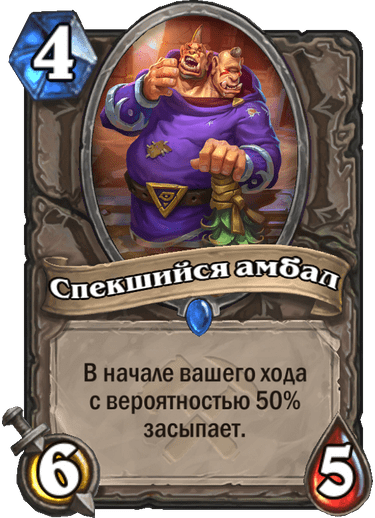 4
Спекшийся амбал
В начале вашего хода
с вероятностью 50%
засыпает.
6
5